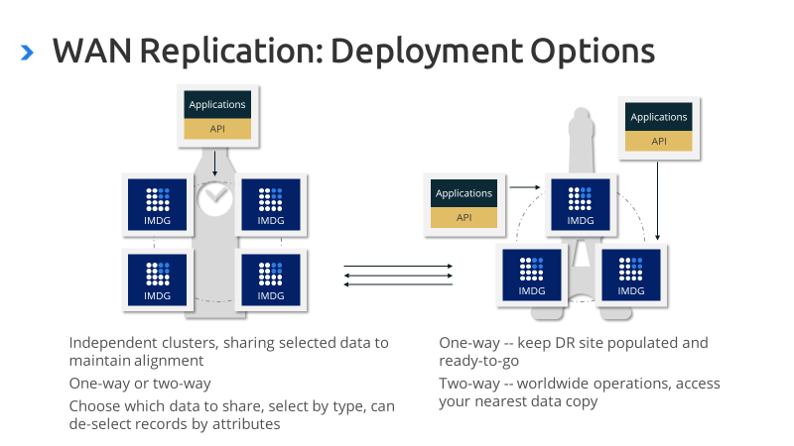 WAN Replication: Deployment Options
Applications
API
Applications
API
Applications
API
IMDG
IMDG
IMDG
IMDG
IMDG
IMDG
IMDG
Independent clusters, sharing selected data to
maintain alignment
One-way or two-way
Choose which data to share, select by type, can
de-select records by attributes
One-way -- keep DR site populated and
ready-to-go
Two-way -- worldwide operations, access
your nearest data copy